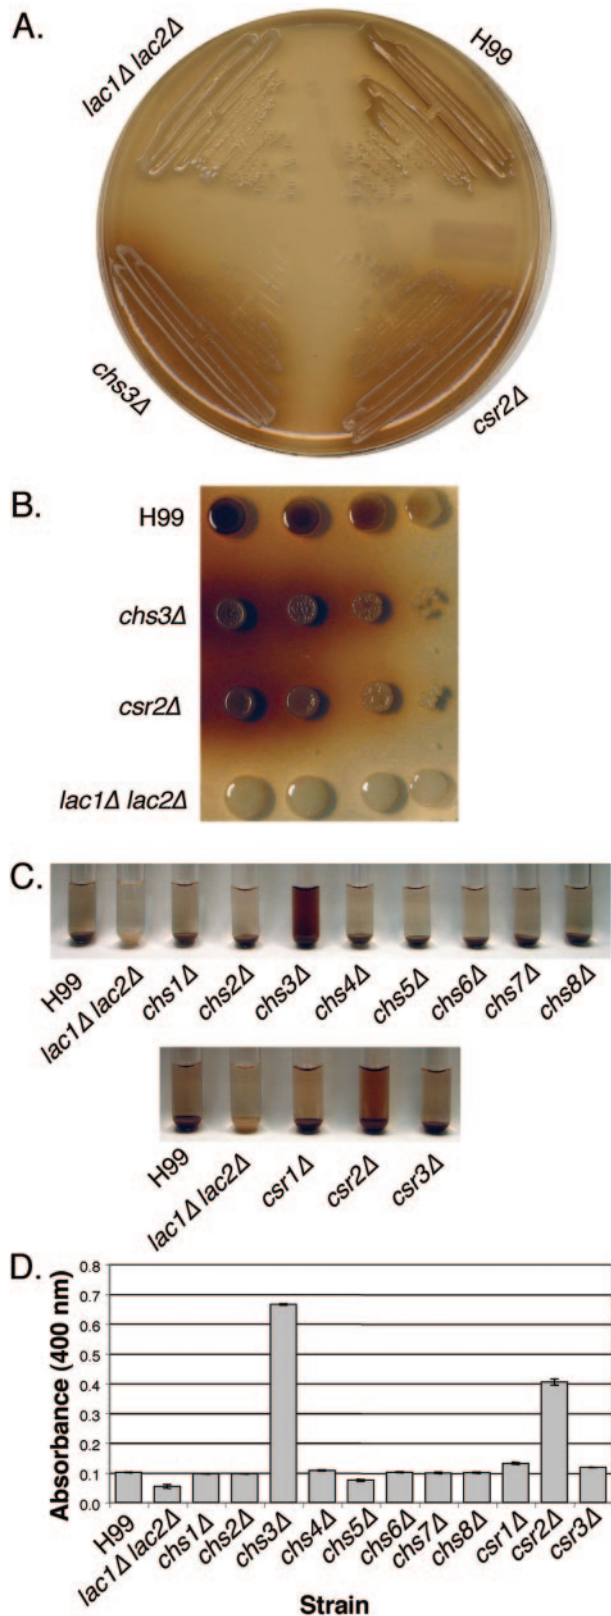 A.
lac1Δ lac2Δ
H99
chs3Δ
csr2Δ
B.
H99
chs3Δ
csr2Δ
lac1Δ lac2Δ
C.
H99
lac1Δ lac2Δ
chs1Δ
chs2Δ
chs3Δ
chs4Δ
chs5Δ
chs6Δ
chs7Δ
chs8Δ
H99
lac1Δ lac2Δ
csr1Δ
csr2Δ
csr3Δ
D.
Absorbance (400 nm)
0.8
0.7
0.6
0.5
0.4
0.3
0.2
0.1
0.0
H99
lac1Δ lac2Δ
chs1Δ
chs2Δ
chs3Δ
chs4Δ
chs5Δ
chs6Δ
chs7Δ
chs8Δ
csr1Δ
csr2Δ
csr3Δ
Strain